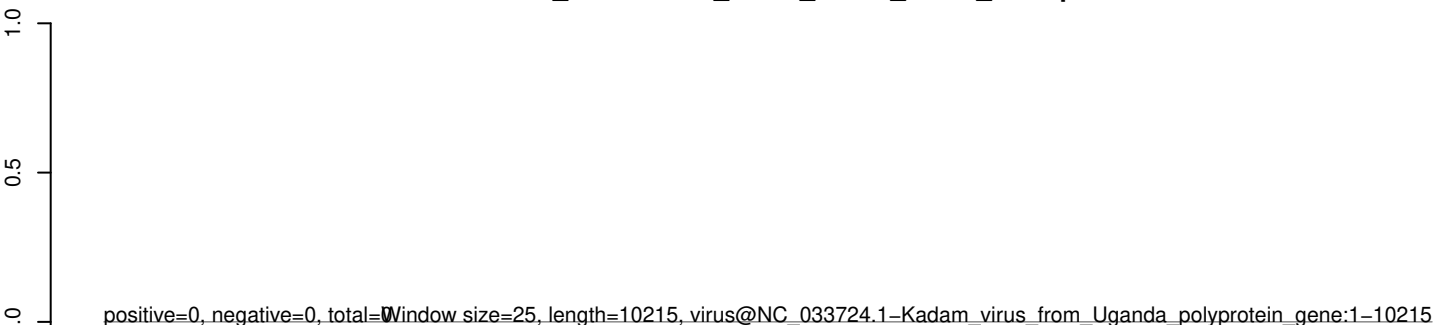 1.0
0.5
.0
positive=0, negative=0, total=0
Window size=25, length=10215, virus@NC_033724.1−Kadam_virus_from_Uganda_polyprotein_gene:1−10215